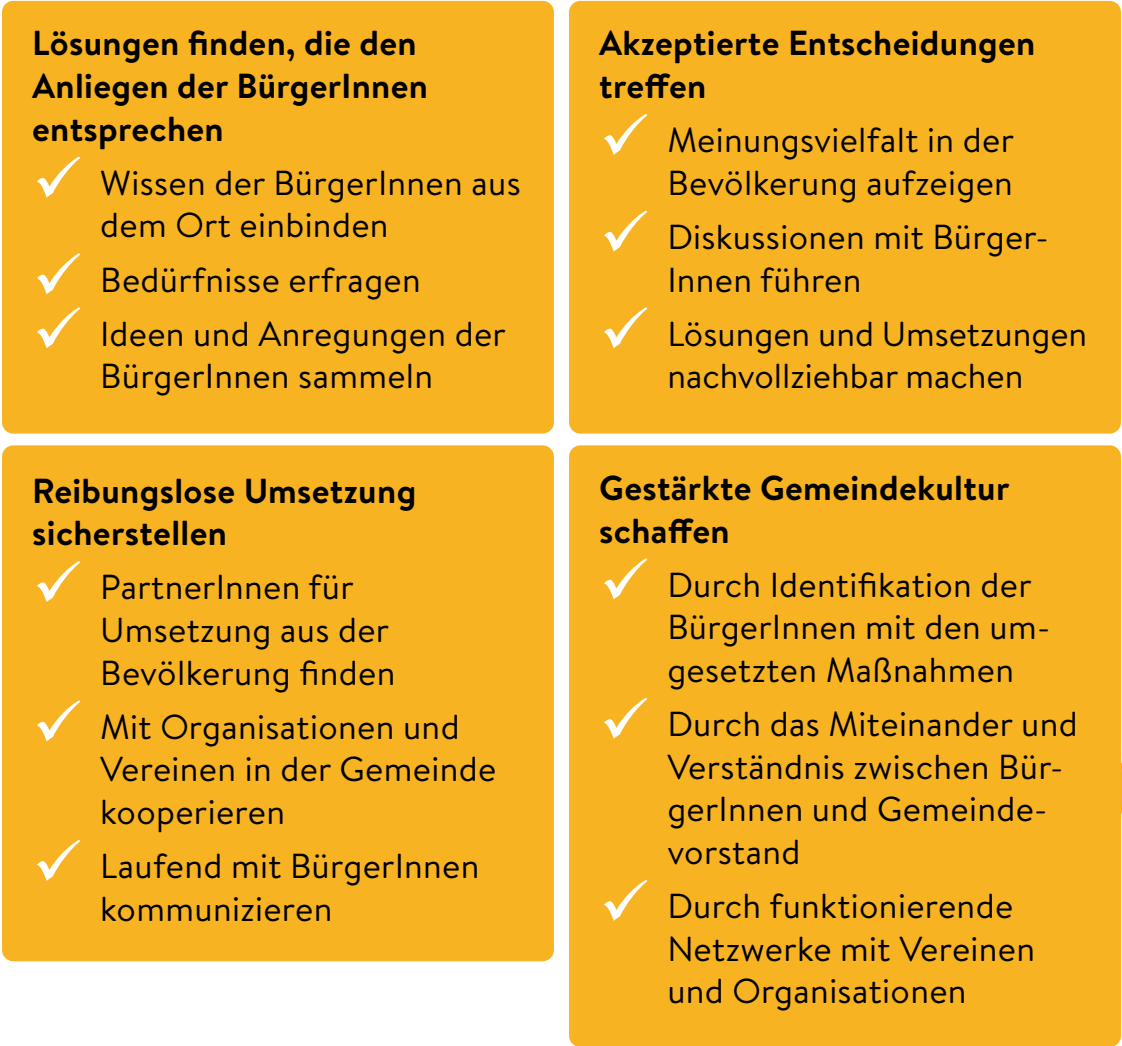 Lösungen finden, die den
Anliegen der BürgerInnen
entsprechen
Wissen der BürgerInnen aus
dem Ort einbinden
Bedürfnisse erfragen
Ideen und Anregungen der
BürgerInnen sammeln
Akzeptierte Entscheidungen
treffen
Meinungsvielfalt in der
Bevölkerung aufzeigen
Diskussionen mit Bürger-
Innen führen
Lösungen und Umsetzungen
nachvollziehbar machen
Reibungslose Umsetzung
sicherstellen
PartnerInnen für
Umsetzung aus der
Bevölkerung finden
Mit Organisationen und
Vereinen in der Gemeinde
kooperieren
Laufend mit BürgerInnen
kommunizieren
Gestärkte Gemeindekultur
schaffen
Durch Identifikation der
BürgerInnen mit den um-
gesetzten Maßnahmen
Durch das Miteinander und
Verständnis zwischen Bür-
gerInnen und Gemeinde-
vorstand
Durch funktionierende
Netzwerke mit Vereinen
und Organisationen